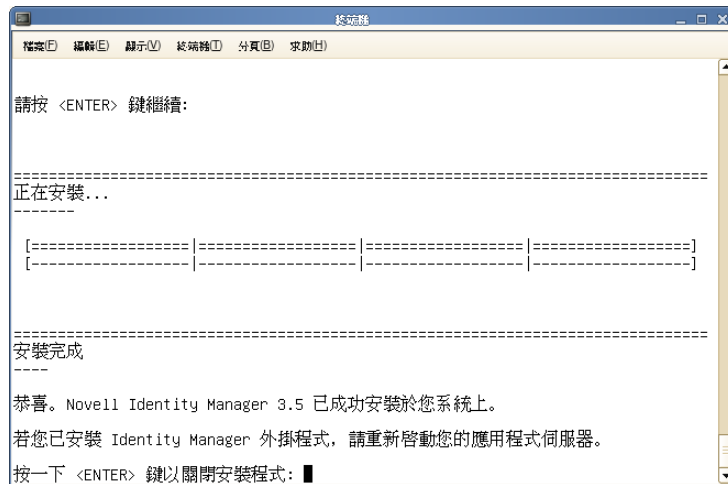 終端機
檔案(F) 編輯(E) 顯示(V) 終端機(T) 分頁(B) 求助(H)
請按 <ENTER> 鍵繼續:
===============================================================================
正在安裝...
-------
[==================|==================|==================|==================]
[------------------|------------------|------------------|------------------]
===============================================================================
安裝完成
----
恭喜。Novell Identity Manager 3.5 已成功安裝於您系統上。
若您已安裝 Identity Manager 外掛程式，請重新啟動您的應用程式伺服器。
按一下 <ENTER> 鍵以關閉安裝程式: